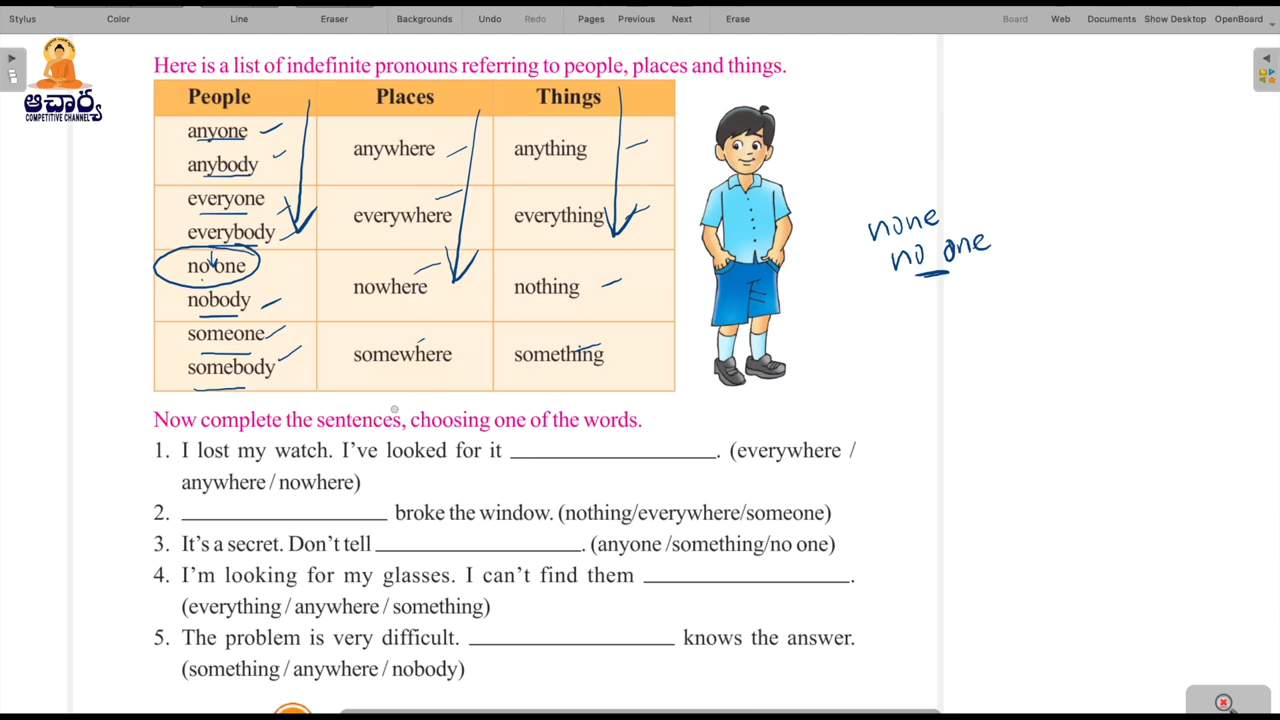 Stylus Color Line Eraser Backgrounds Undo Redo Pages Previous Next Erase Board Web Documents Show Desktop OpenBoard
ఆచార్య
COMPETITIVE CHANNEL
Here is a list of indefinite pronouns referring to people, places and things.
People Places Things
anyone
anybody
anywhere
anything
everyone
everybody
everywhere
everything
no one
nobody
nowhere
nothing
someone
somebody
somewhere
something
none
no one
Now complete the sentences, choosing one of the words.
1. I lost my watch. I've looked for it ____________________. (everywhere /
anywhere / nowhere)
2. ____________________ broke the window. (nothing/everywhere/someone)
3. It's a secret. Don't tell ____________________. (anyone /something/no one)
4. I'm looking for my glasses. I can't find them ____________________.
(everything / anywhere / something)
5. The problem is very difficult. ____________________ knows the answer.
(something / anywhere / nobody)